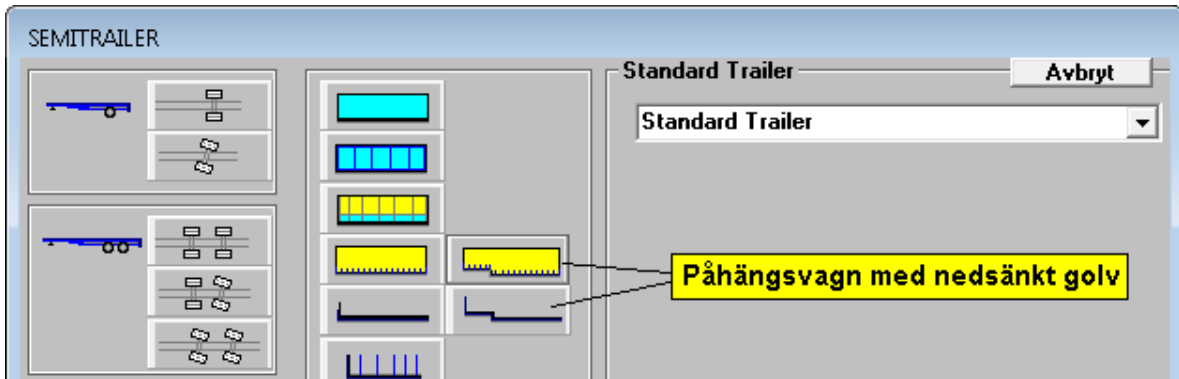 SEMITRAILER
Standard Trailer
Avbryt
Standard Trailer
Påhängsvagn med nedsänkt golv